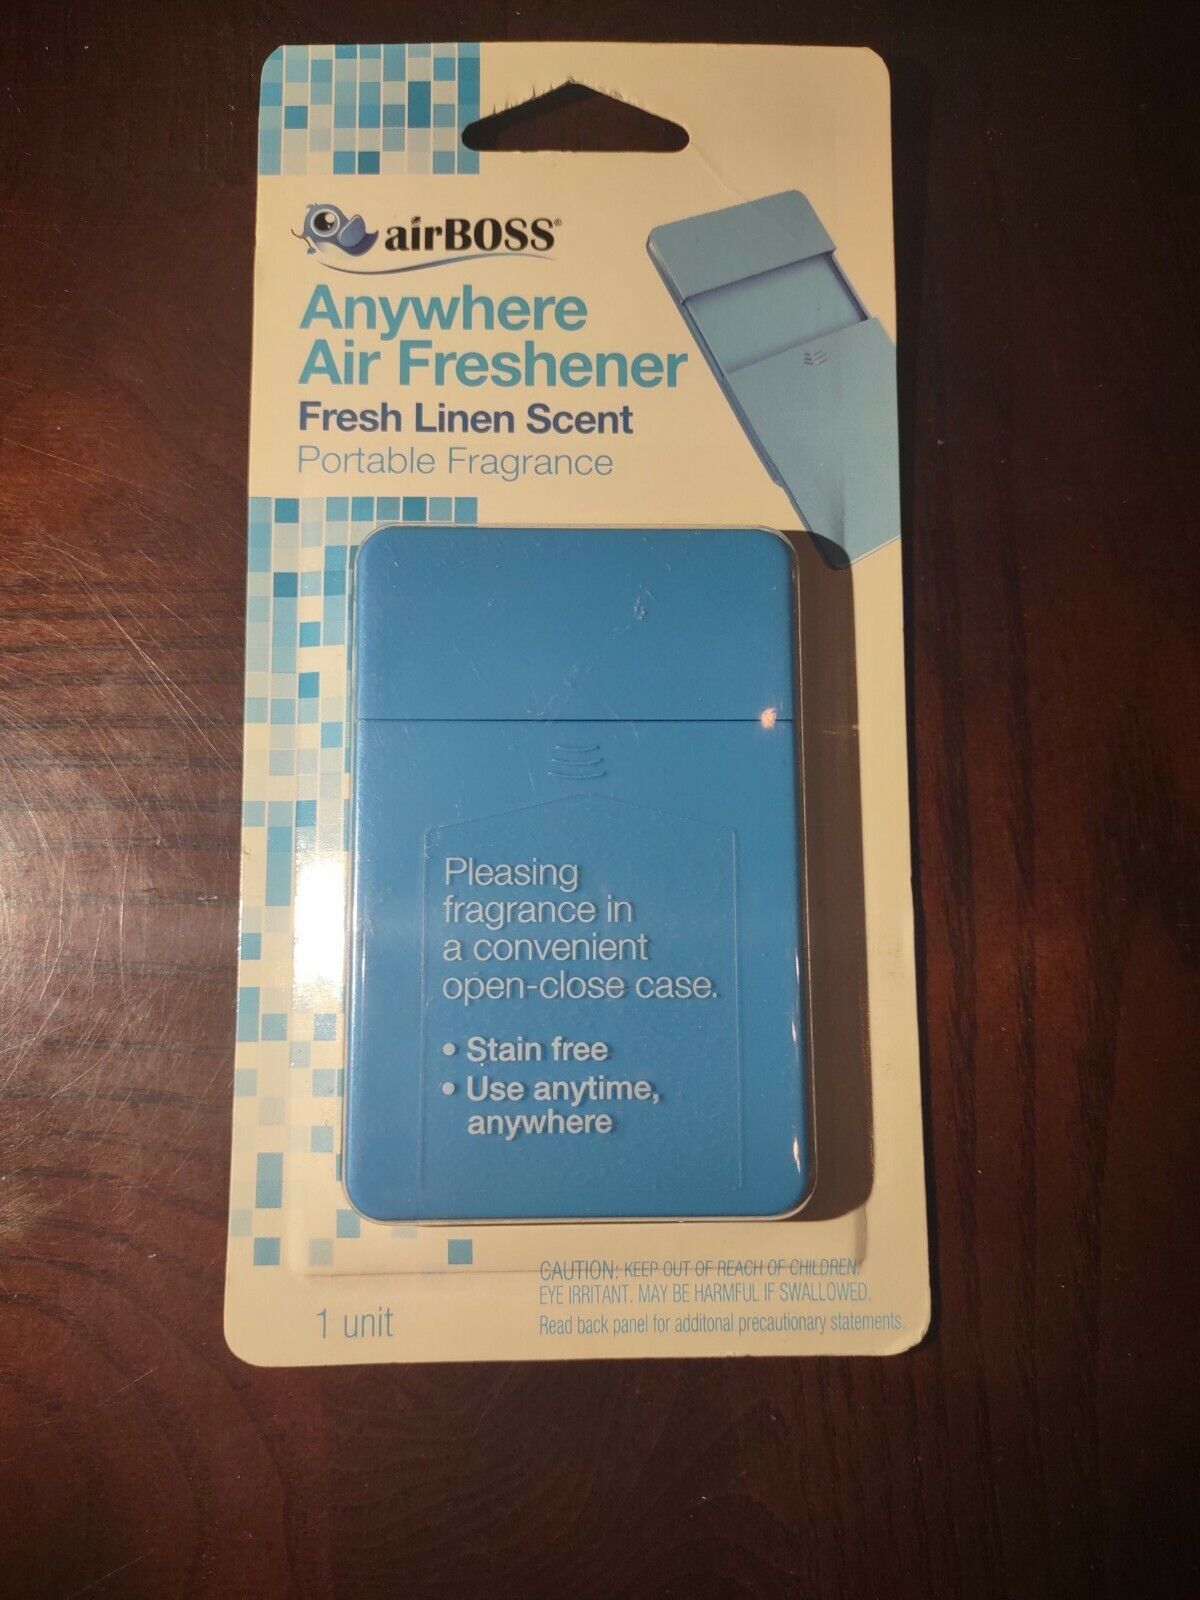 airBOSS®
Anywhere
Air Freshener
Fresh Linen Scent
Portable Fragrance
Pleasing
fragrance in
a convenient
open-close case.
• Stain free
• Use anytime,
anywhere
CAUTION: KEEP OUT OF REACH OF CHILDREN.
EYE IRRITANT. MAY BE HARMFUL IF SWALLOWED.
Read back panel for additonal precautionary statements.
1 unit